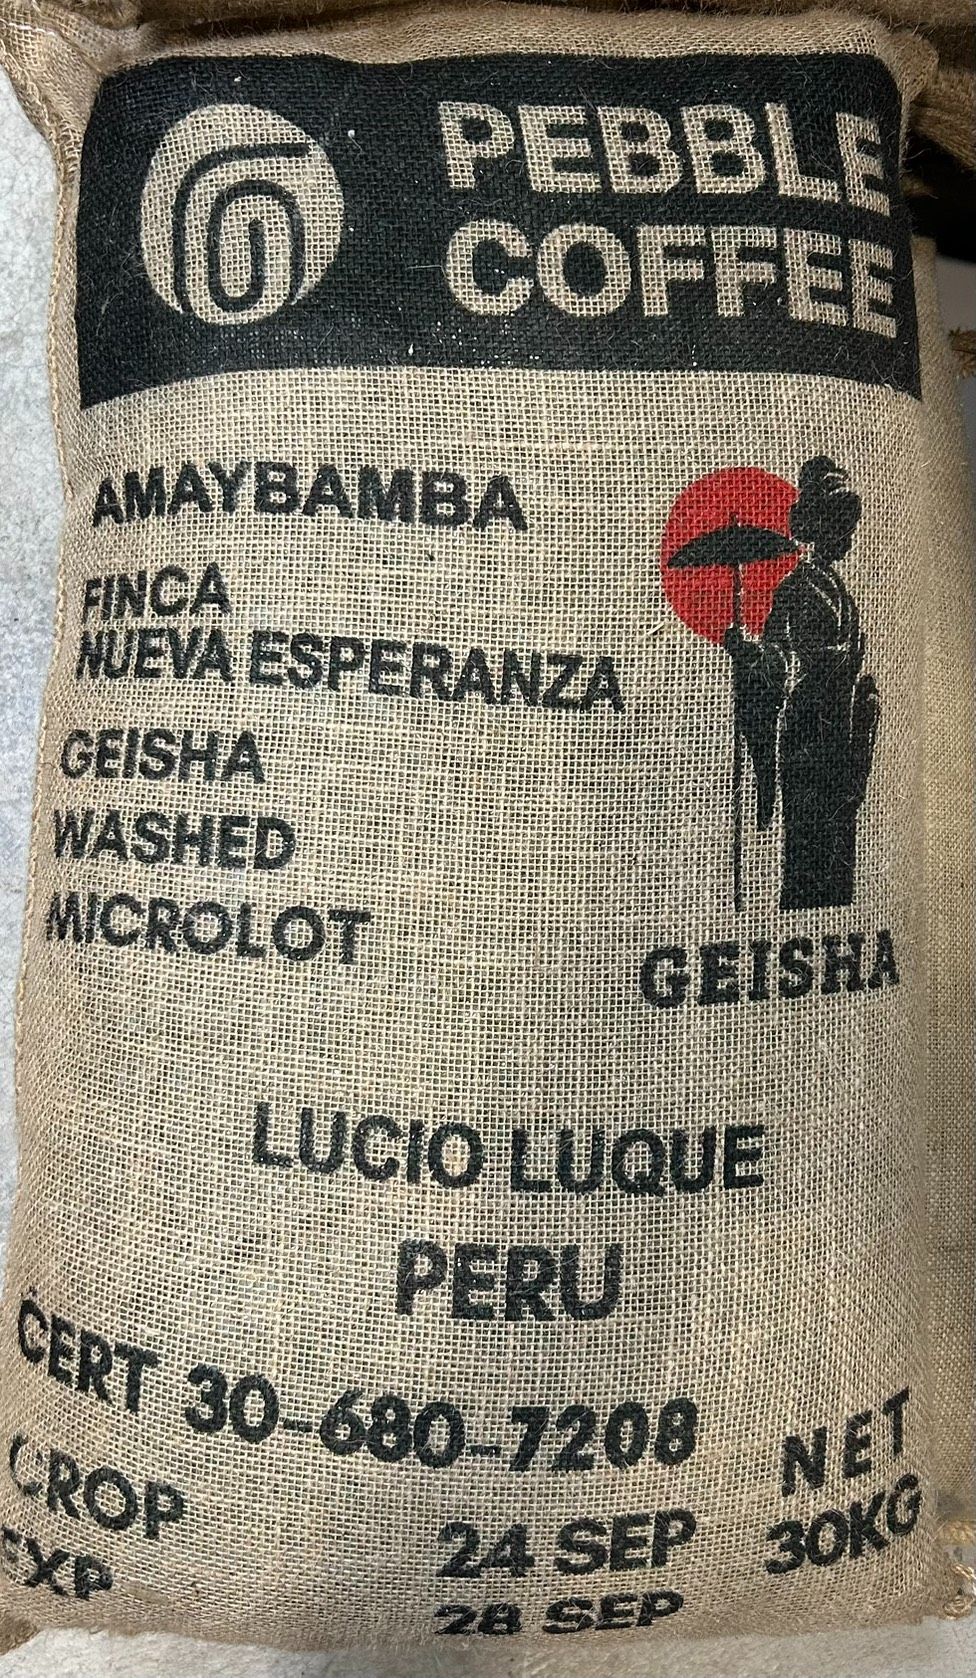 PEBBLE
COFFEE
AMAYBAMBA
FINCA
NUEVA ESPERANZA
GEISHA
WASHED
MICROLOT
GEISHA
LUCIO LUQUE
PERU
CERT 30-680-7208
NET
30KG
CROP 24 SEP
EXP 28 SEP